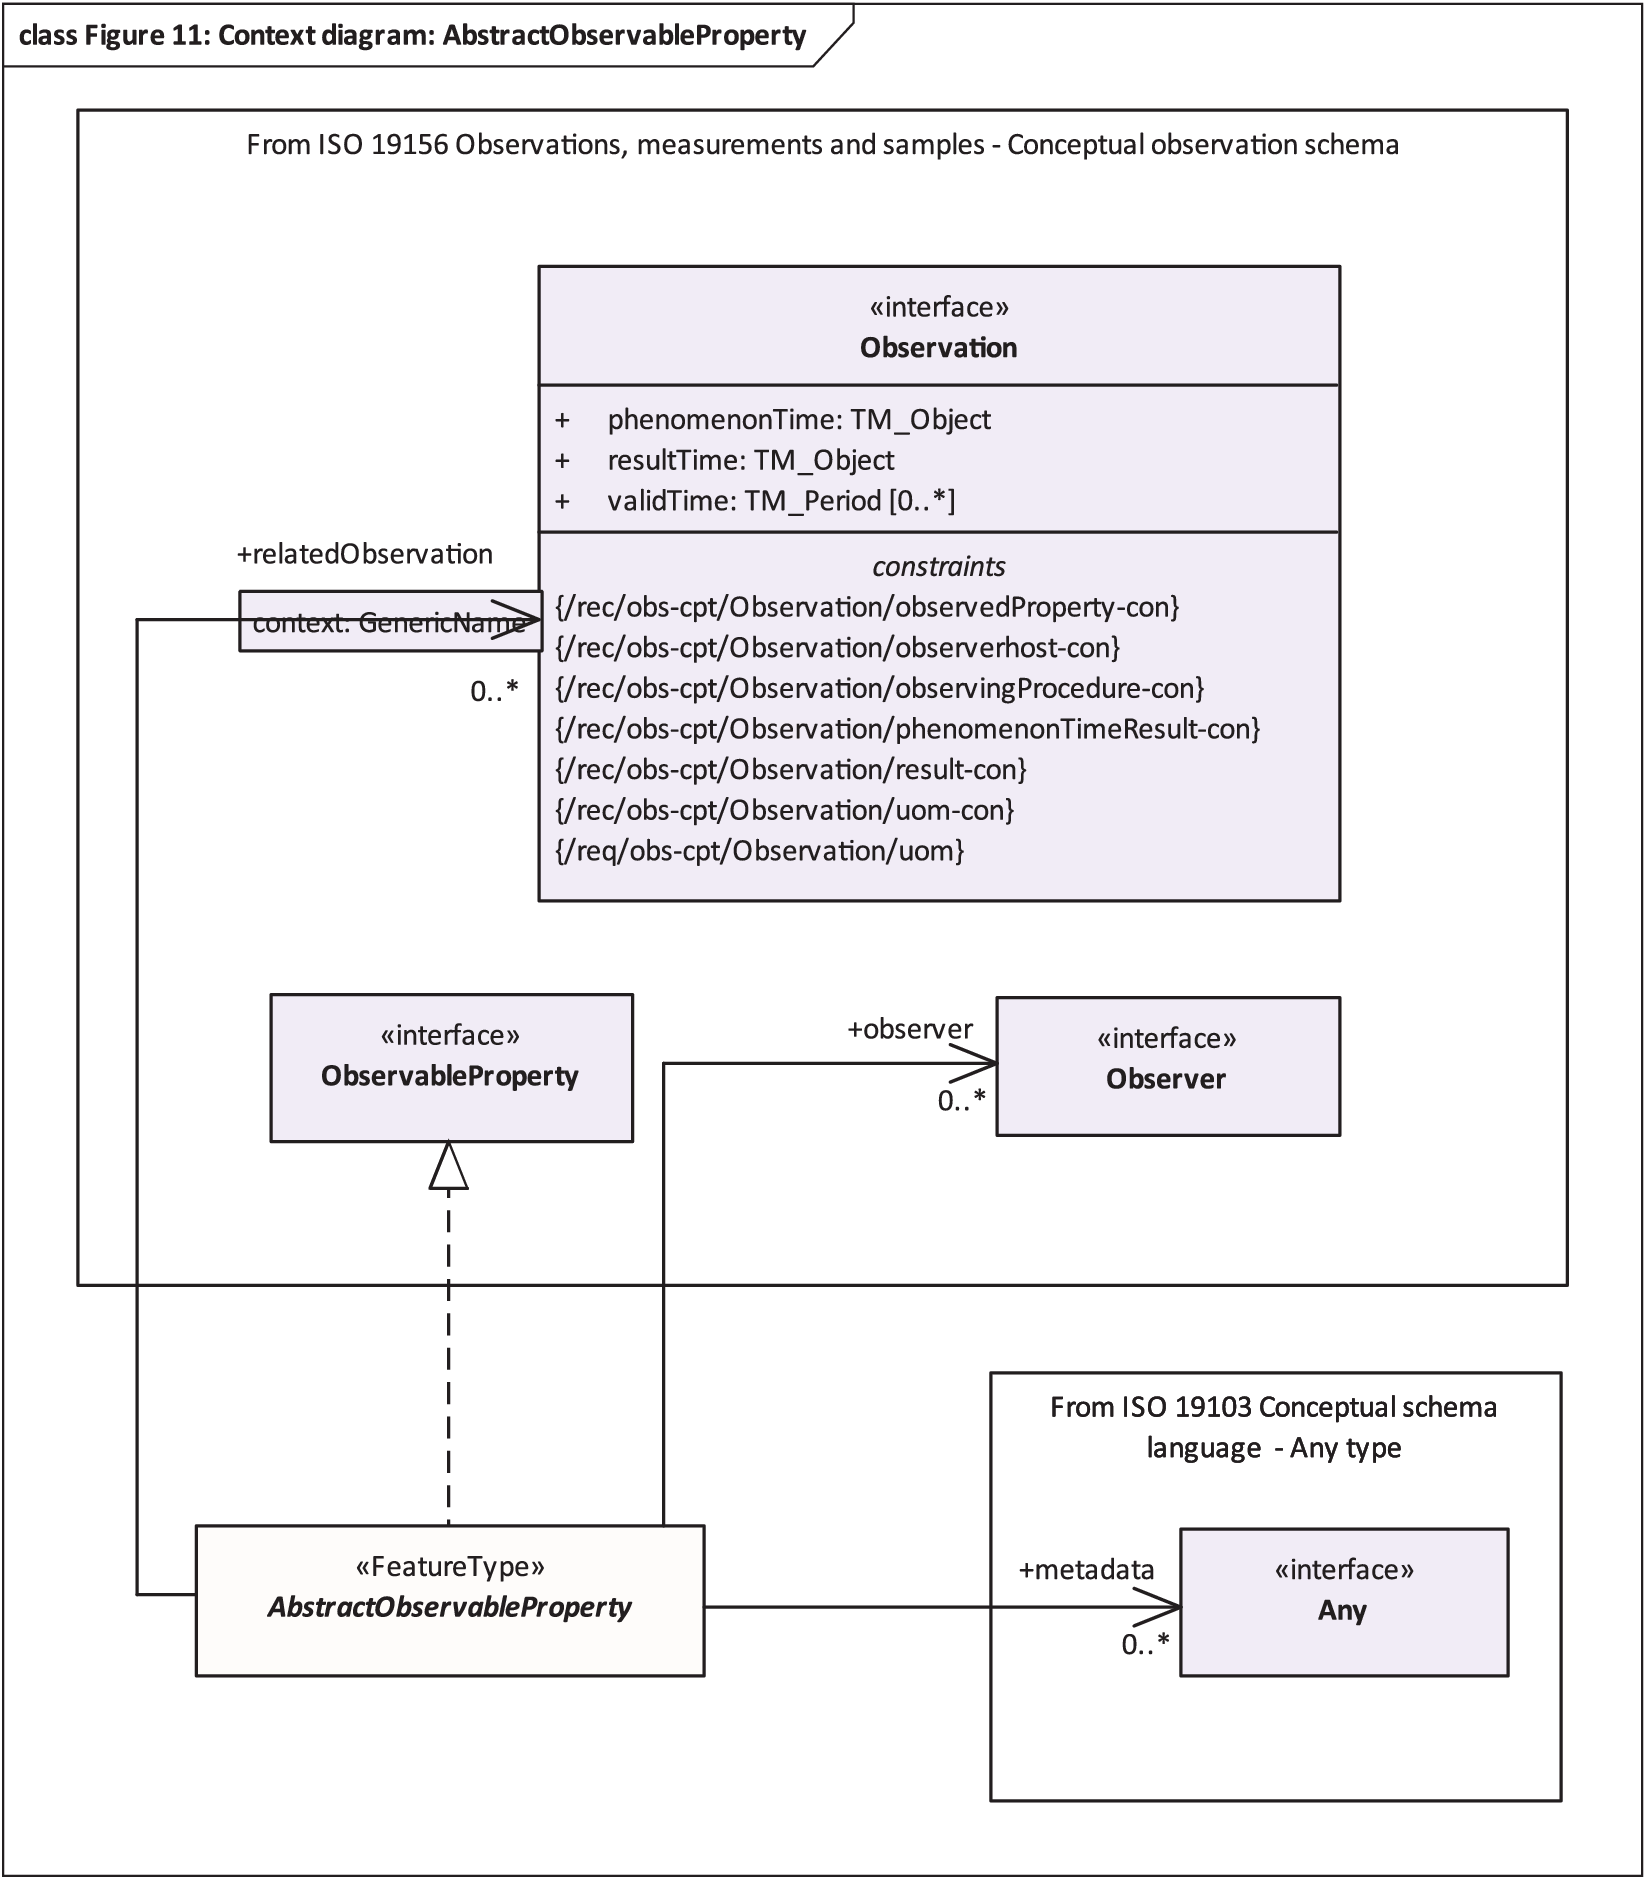 class Figure 11: Context diagram: AbstractObservableProperty
From ISO 19156 Observations, measurements and samples - Conceptual observation schema
«interface»
Observation
+ phenomenonTime: TM_Object
+ resultTime: TM_Object
+ validTime: TM_Period [0..*]
+relatedObservation
context: GenericName
0..*
constraints
{/rec/obs-cpt/Observation/observedProperty-con}
{/rec/obs-cpt/Observation/observerhost-con}
{/rec/obs-cpt/Observation/observingProcedure-con}
{/rec/obs-cpt/Observation/phenomenonTimeResult-con}
{/rec/obs-cpt/Observation/result-con}
{/rec/obs-cpt/Observation/uom-con}
{/req/obs-cpt/Observation/uom}
«interface»
ObservableProperty
+observer
0..*
«interface»
Observer
From ISO 19103 Conceptual schema
language  - Any type
«FeatureType»
AbstractObservableProperty
+metadata
0..*
«interface»
Any